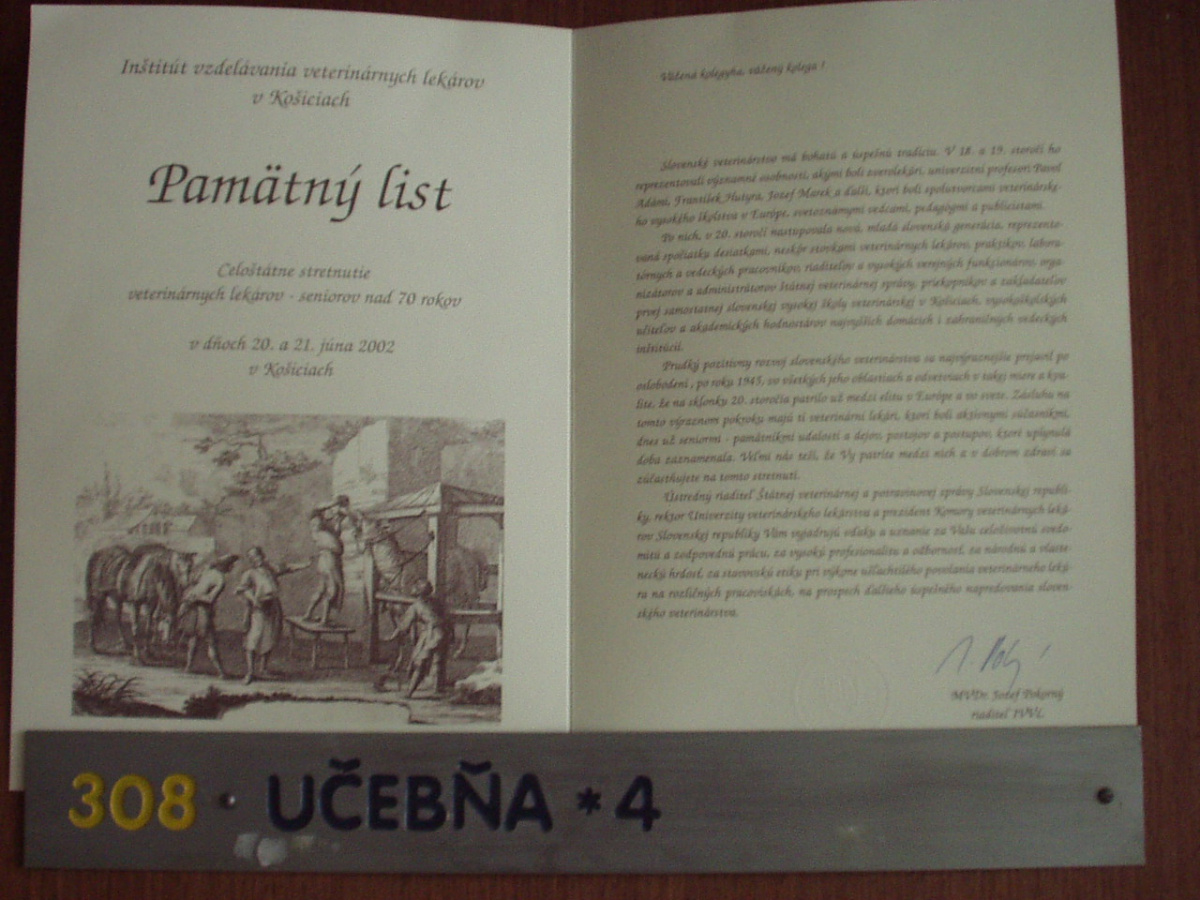 Inštitút vzdelávania veterinárnych lekárov
v Košiciach
Pamätný list
Celoštátne stretnutie
veterinárnych lekárov - seniorov nad 70 rokov
v dňoch 20. a 21. júna 2002
v Košiciach
Vážená kolegyňa, vážený kolega !
Slovenské veterinárstvo má bohatú a úspešnú tradíciu. V 18. a 19. storočí ho
reprezentovali významné osobnosti, akými boli zverolekári, univerzitní profesori Pavol
Adámi, František Hutyra, Jozef Marek a ďalší, ktorí boli spolutvorcami veterinárske-
ho vysokého školstva v Európe, svetoznámymi vedcami, pedagógmi a publicistami.
Po nich, v 20. storočí nastupovala nová, mladá slovenská generácia, reprezento-
vaná spočiatku desiatkami, neskôr stovkami veterinárnych lekárov, praktikov, labora-
tórnych a vedeckých pracovníkov, riaditeľov a vysokých verejných funkcionárov, orga-
nizátorov a administrátorov štátnej veterinárnej správy, priekopníkov a zakladateľov
prvej samostatnej slovenskej vysokej školy veterinárskej v Košiciach, vysokoškolských
učiteľov a akademických hodnostárov najvyšších domácich i zahraničných vedeckých
inštitúcií.
Prudký pozitívny rozvoj slovenského veterinárstva sa najvýraznejšie prejavil po
oslobodení , po roku 1945, vo všetkých jeho oblastiach a odvetviach v takej miere a kva-
lite, že na sklonku 20. storočia patrilo už medzi elitu v Európe a vo svete. Zásluhu na
tomto výraznom pokroku majú tí veterinárni lekári, ktorí boli aktívnymi súčasníkmi,
dnes už seniormi - pamätníkmi udalostí a dejov, postojov a postupov, ktoré uplynulá
doba zaznamenala. Veľmi nás teší, že Vy patríte medzi nich a v dobrom zdraví sa
zúčastňujete na tomto stretnutí.
Ústredný riaditeľ Štátnej veterinárnej a potravinovej správy Slovenskej republi-
ky, rektor Univerzity veterinárskeho lekárstva a prezident Komory veterinárnych leká-
rov Slovenskej republiky Vám vyjadrujú vďaku a uznanie za Vašu celoživotnú svedo-
mitú a zodpovednú prácu, za vysokú profesionalitu a odbornosť, za národnú a vlaste-
neckú hrdosť, za stavovskú etiku pri výkone ušľachtilého povolania veterinárneho leká-
ra na rozličných pracoviskách, na prospech ďalšieho úspešného napredovania sloven-
ského veterinárstva.
MVDr. Jozef Pokorný
riaditeľ IVVL
308 UČEBŇA * 4